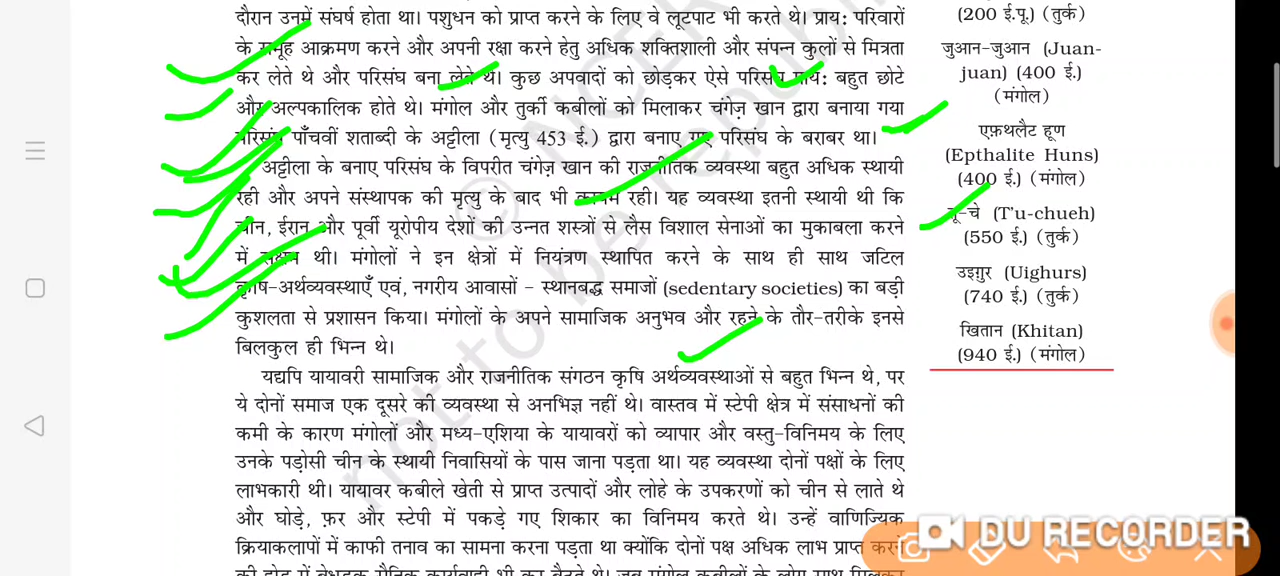 दौरान उनमें संघर्ष होता था। पशुधन को प्राप्त करने के लिए वे लूटपाट भी करते थे। प्राय: परिवारों
के समूह आक्रमण करने और अपनी रक्षा करने हेतु अधिक शक्तिशाली और संपन्न कुलों से मित्रता
कर लेते थे और परिसंघ बना लेते थे। कुछ अपवादों को छोड़कर ऐसे परिसंघ प्राय: बहुत छोटे
और अल्पकालिक होते थे। मंगोल और तुर्की कबीलों को मिलाकर चंगेज़ खान द्वारा बनाया गया
परिसंघ पाँचवीं शताब्दी के अट्टीला (मृत्यु 453 ई.) द्वारा बनाए गए परिसंघ के बराबर था।
अट्टीला के बनाए परिसंघ के विपरीत चंगेज़ खान की राजनीतिक व्यवस्था बहुत अधिक स्थायी
रही और अपने संस्थापक की मृत्यु के बाद भी कायम रही। यह व्यवस्था इतनी स्थायी थी कि
चीन, ईरान और पूर्वी यूरोपीय देशों की उन्नत शस्त्रों से लैस विशाल सेनाओं का मुकाबला करने
में सक्षम थी। मंगोलों ने इन क्षेत्रों में नियंत्रण स्थापित करने के साथ ही साथ जटिल
कृषि-अर्थव्यवस्थाएँ एवं, नगरीय आवासों - स्थानबद्ध समाजों (sedentary societies) का बड़ी
कुशलता से प्रशासन किया। मंगोलों के अपने सामाजिक अनुभव और रहने के तौर-तरीके इनसे
बिलकुल ही भिन्न थे।
यद्यपि यायावरी सामाजिक और राजनीतिक संगठन कृषि अर्थव्यवस्थाओं से बहुत भिन्न थे, पर
ये दोनों समाज एक दूसरे की व्यवस्था से अनभिज्ञ नहीं थे। वास्तव में स्टेपी क्षेत्र में संसाधनों की
कमी के कारण मंगोलों और मध्य-एशिया के यायावरों को व्यापार और वस्तु-विनिमय के लिए
उनके पड़ोसी चीन के स्थायी निवासियों के पास जाना पड़ता था। यह व्यवस्था दोनों पक्षों के लिए
लाभकारी थी। यायावर कबीले खेती से प्राप्त उत्पादों और लोहे के उपकरणों को चीन से लाते थे
और घोड़े, फ़र और स्टेपी में पकड़े गए शिकार का विनिमय करते थे। उन्हें वाणिज्यिक
क्रियाकलापों में काफी तनाव का सामना करना पड़ता था क्योंकि दोनों पक्ष अधिक लाभ प्राप्त करने
(200 ई.पू.) (तुर्क)
जुआन-जुआन (Juan-
juan) (400 ई.)
(मंगोल)
एफ़थलैट हूण
(Epthalite Huns)
(400 ई.) (मंगोल)
तू-चे (T'u-chueh)
(550 ई.) (तुर्क)
उइग़ुर (Uighurs)
(740 ई.) (तुर्क)
खितान (Khitan)
(940 ई.) (मंगोल)
© NCERT
not to be republished
DU RECORDER